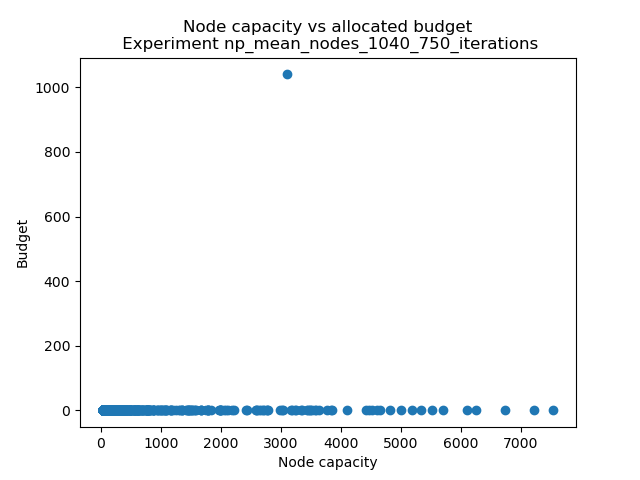 Node capacity vs allocated budget
Experiment np_mean_nodes_1040_750_iterations
1000
800
600
400
200
0
Budget
0 1000 2000 3000 4000 5000 6000 7000
Node capacity